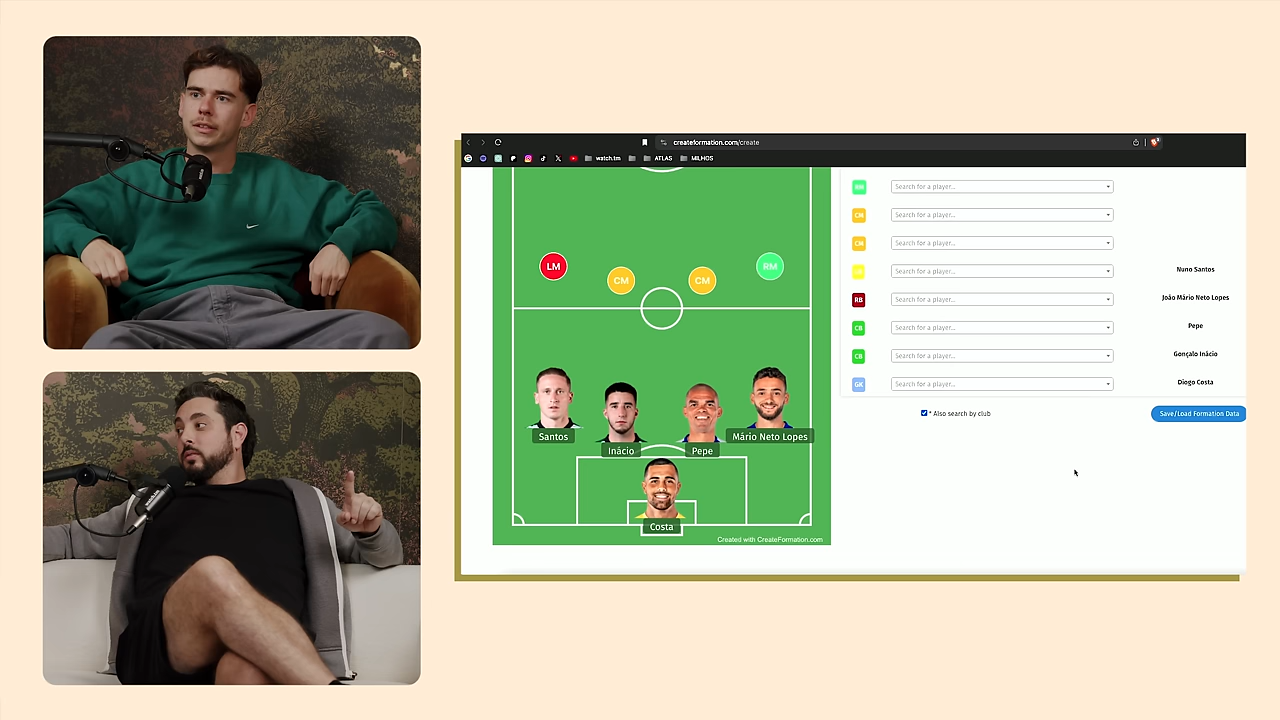 createformation.com/create
watch.tm
ATLAS
MILHOS
LM
CM
CM
RM
Santos
Inácio
Pepe
Mário Neto Lopes
Costa
Created with CreateFormation.com
RM
Search for a player...
CM
Search for a player...
CM
Search for a player...
Search for a player...
Nuno Santos
RB
Search for a player...
João Mário Neto Lopes
CB
Search for a player...
Pepe
CB
Search for a player...
Gonçalo Inácio
GK
Search for a player...
Diogo Costa
* Also search by club
Save/Load Formation Data